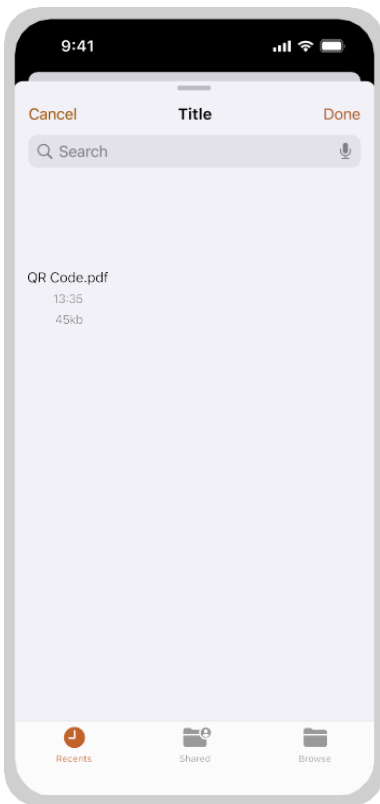 9:41
Cancel Title Done
Search
QR Code.pdf
13:35
45kb
Recents Shared Browse